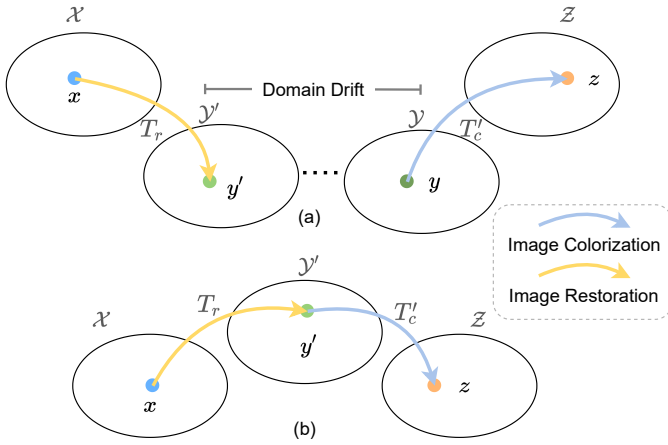 𝒳
x
T_r
𝒴′
y′
Domain Drift
....
𝒴
y
T′_c
𝒵
z
(a)
Image Colorization
Image Restoration
𝒳
x
T_r
𝒴′
y′
T′_c
𝒵
z
(b)